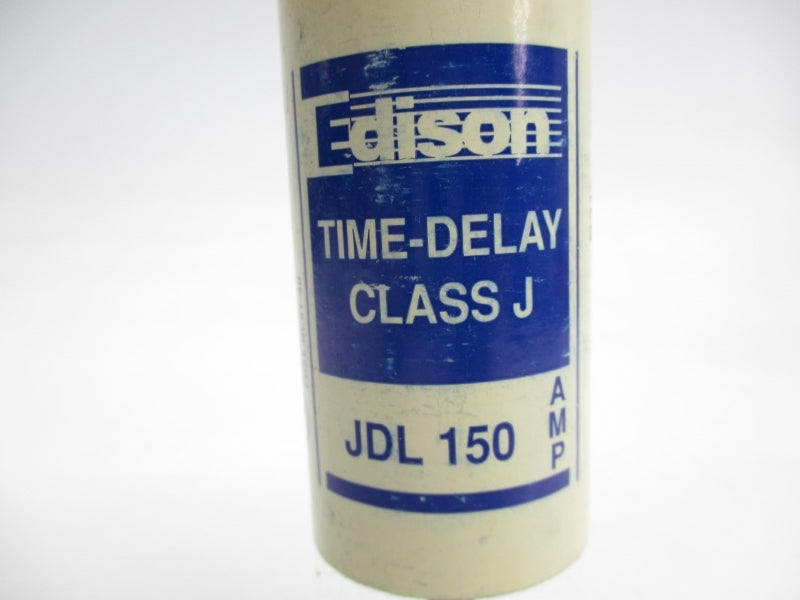 Edison
TIME-DELAY
CLASS J
JDL 150
AMP